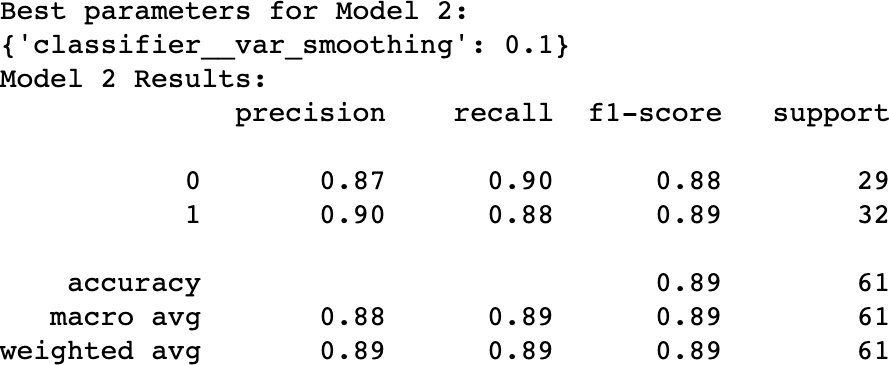 Best parameters for Model 2:
{'classifier__var_smoothing': 0.1}
Model 2 Results:
              precision    recall  f1-score   support

           0       0.87      0.90      0.88        29
           1       0.90      0.88      0.89        32

    accuracy                           0.89        61
   macro avg       0.88      0.89      0.89        61
weighted avg       0.89      0.89      0.89        61